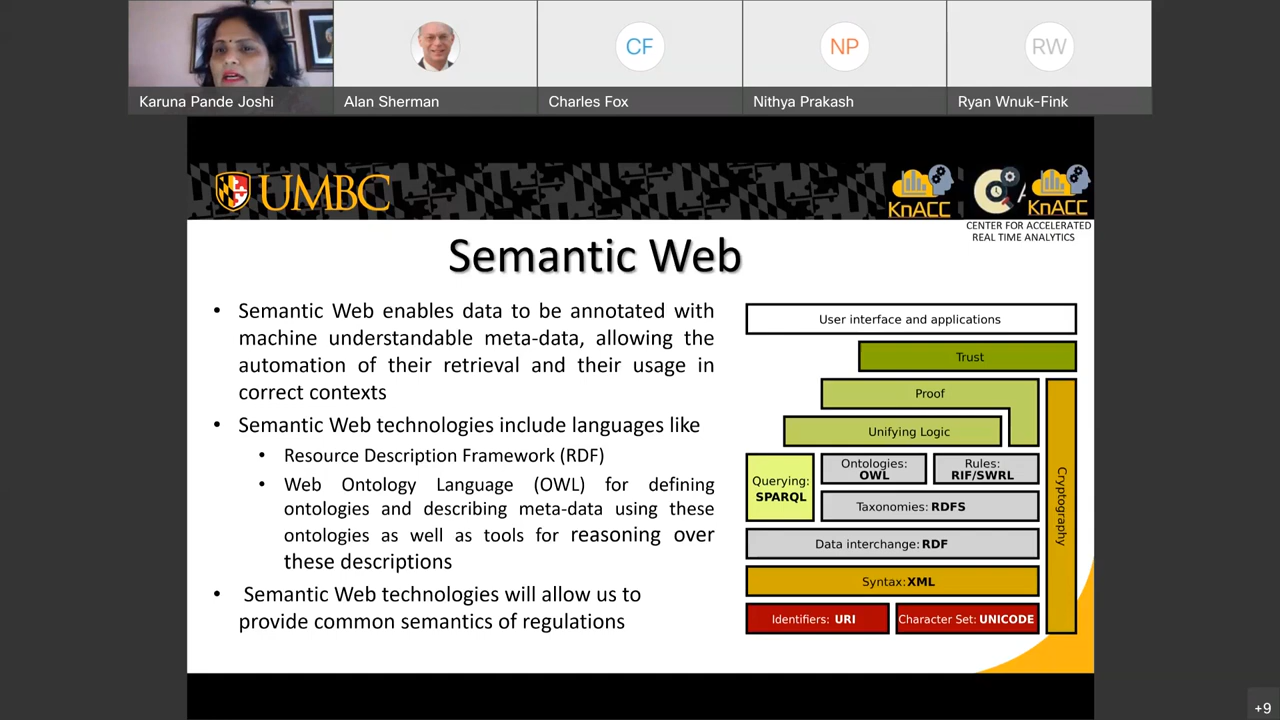 CF
NP
RW
Karuna Pande Joshi
Alan Sherman
Charles Fox
Nithya Prakash
Ryan Wnuk-Fink
UMBC
KnACC
KnACC
CENTER FOR ACCELERATED
REAL TIME ANALYTICS
Semantic Web
• Semantic Web enables data to be annotated with
machine understandable meta-data, allowing the
automation of their retrieval and their usage in
correct contexts
• Semantic Web technologies include languages like
• Resource Description Framework (RDF)
• Web Ontology Language (OWL) for defining
ontologies and describing meta-data using these
ontologies as well as tools for reasoning over
these descriptions
• Semantic Web technologies will allow us to
provide common semantics of regulations
User interface and applications
Trust
Proof
Unifying Logic
Querying:
SPARQL
Ontologies:
OWL
Rules:
RIF/SWRL
Taxonomies: RDFS
Data interchange: RDF
Syntax: XML
Identifiers: URI
Character Set: UNICODE
Cryptography
+9